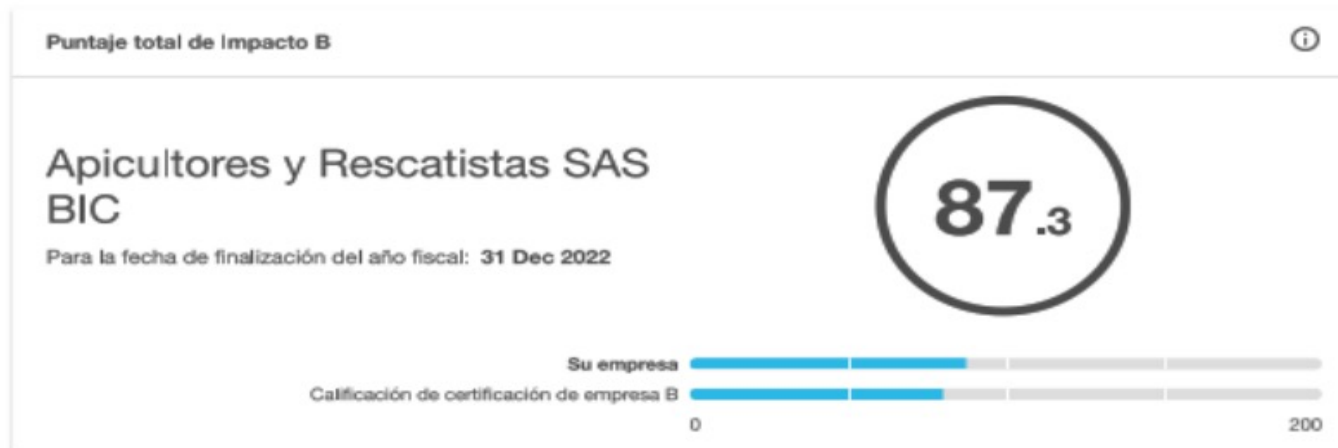 Puntaje total de Impacto B
Apicultores y Rescatistas SAS
BIC
87.3
Para la fecha de finalización del año fiscal: 31 Dec 2022
Su empresa
Calificación de certificación de empresa B
0
200